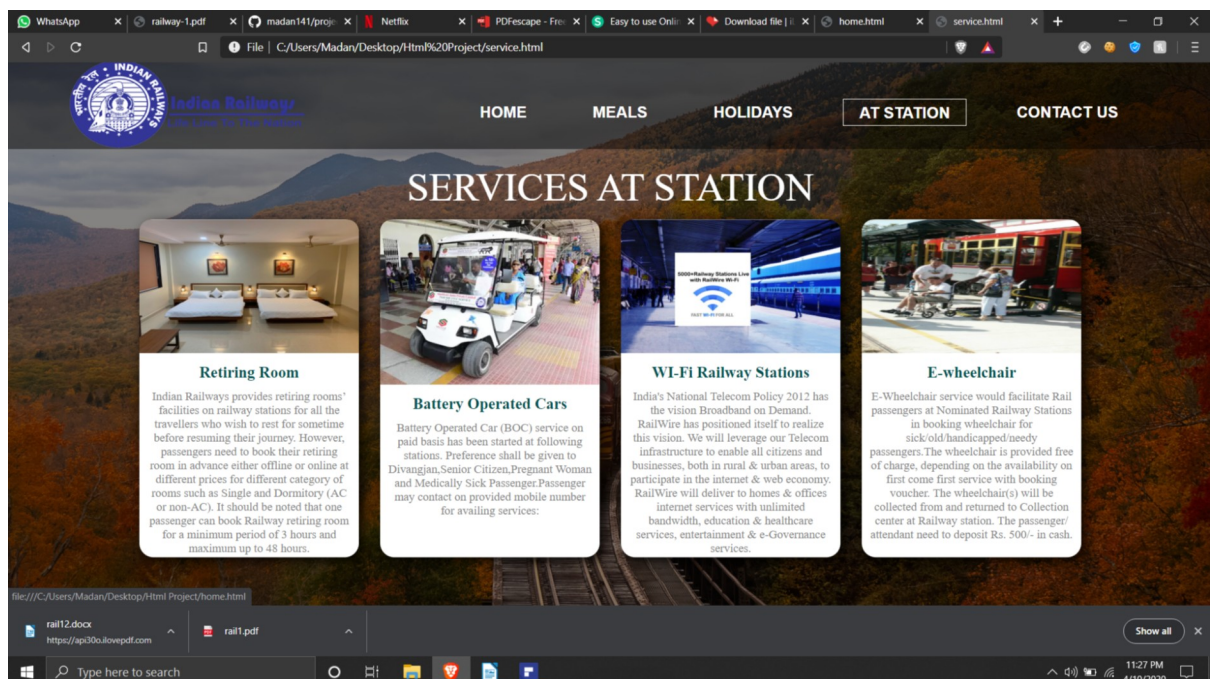 WhatsApp
railway-1.pdf
madan141/proje
Netflix
PDFescape - Free
Easy to use Onlin
Download file | iL
home.html
service.html
File | C:/Users/Madan/Desktop/Html%20Project/service.html
भारतीय रेल • INDIAN RAILWAYS
Indian Railways
HOME
MEALS
HOLIDAYS
AT STATION
CONTACT US
SERVICES AT STATION
5000+Railway Stations Live
with RailWire Wi-Fi
FAST WI-FI FOR ALL
Retiring Room
Indian Railways provides retiring rooms'
facilities on railway stations for all the
travellers who wish to rest for sometime
before resuming their journey. However,
passengers need to book their retiring
room in advance either offline or online at
different prices for different category of
rooms such as Single and Dormitory (AC
or non-AC). It should be noted that one
passenger can book Railway retiring room
for a minimum period of 3 hours and
maximum up to 48 hours.
Battery Operated Cars
Battery Operated Car (BOC) service on
paid basis has been started at following
stations. Preference shall be given to
Divangjan,Senior Citizen,Pregnant Woman
and Medically Sick Passenger.Passenger
may contact on provided mobile number
for availing services:
WI-Fi Railway Stations
India's National Telecom Policy 2012 has
the vision Broadband on Demand.
RailWire has positioned itself to realize
this vision. We will leverage our Telecom
infrastructure to enable all citizens and
businesses, both in rural & urban areas, to
participate in the internet & web economy.
RailWire will deliver to homes & offices
internet services with unlimited
bandwidth, education & healthcare
services, entertainment & e-Governance
services.
E-wheelchair
E-Wheelchair service would facilitate Rail
passengers at Nominated Railway Stations
in booking wheelchair for
sick/old/handicapped/needy
passengers.The wheelchair is provided free
of charge, depending on the availability on
first come first service with booking
voucher. The wheelchair(s) will be
collected from and returned to Collection
center at Railway station. The passenger/
attendant need to deposit Rs. 500/- in cash.
file:///C:/Users/Madan/Desktop/Html Project/home.html
rail12.docx
https://api30o.ilovepdf.com
rail1.pdf
Show all
Type here to search
11:27 PM
4/10/2020